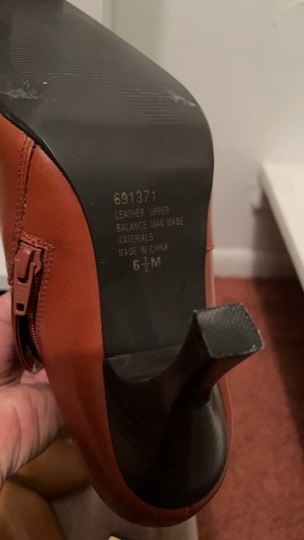 691371
LEATHER UPPER
BALANCE MAN MADE
MATERIALS
MADE IN CHINA
6½M